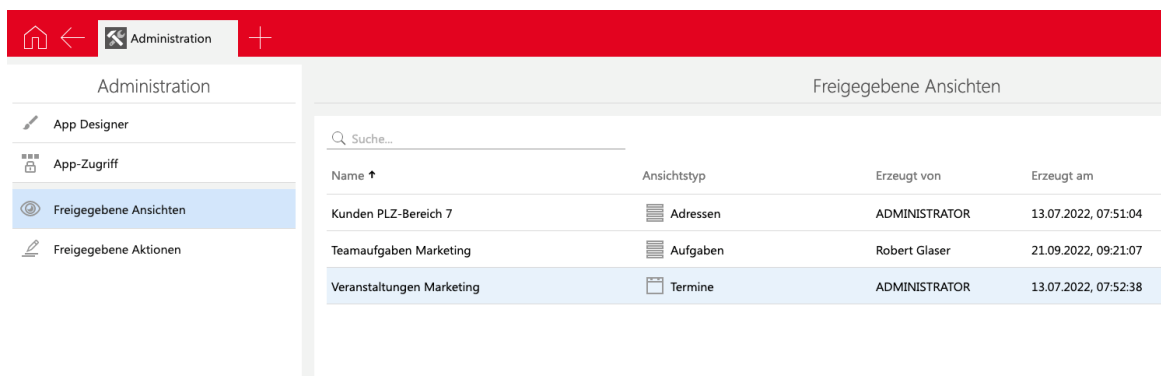 Administration
Administration
Freigegebene Ansichten
App Designer
App-Zugriff
Freigegebene Ansichten
Freigegebene Aktionen
Suche...
Name Ansichtstyp Erzeugt von Erzeugt am
Kunden PLZ-Bereich 7 Adressen ADMINISTRATOR 13.07.2022, 07:51:04
Teamaufgaben Marketing Aufgaben Robert Glaser 21.09.2022, 09:21:07
Veranstaltungen Marketing Termine ADMINISTRATOR 13.07.2022, 07:52:38